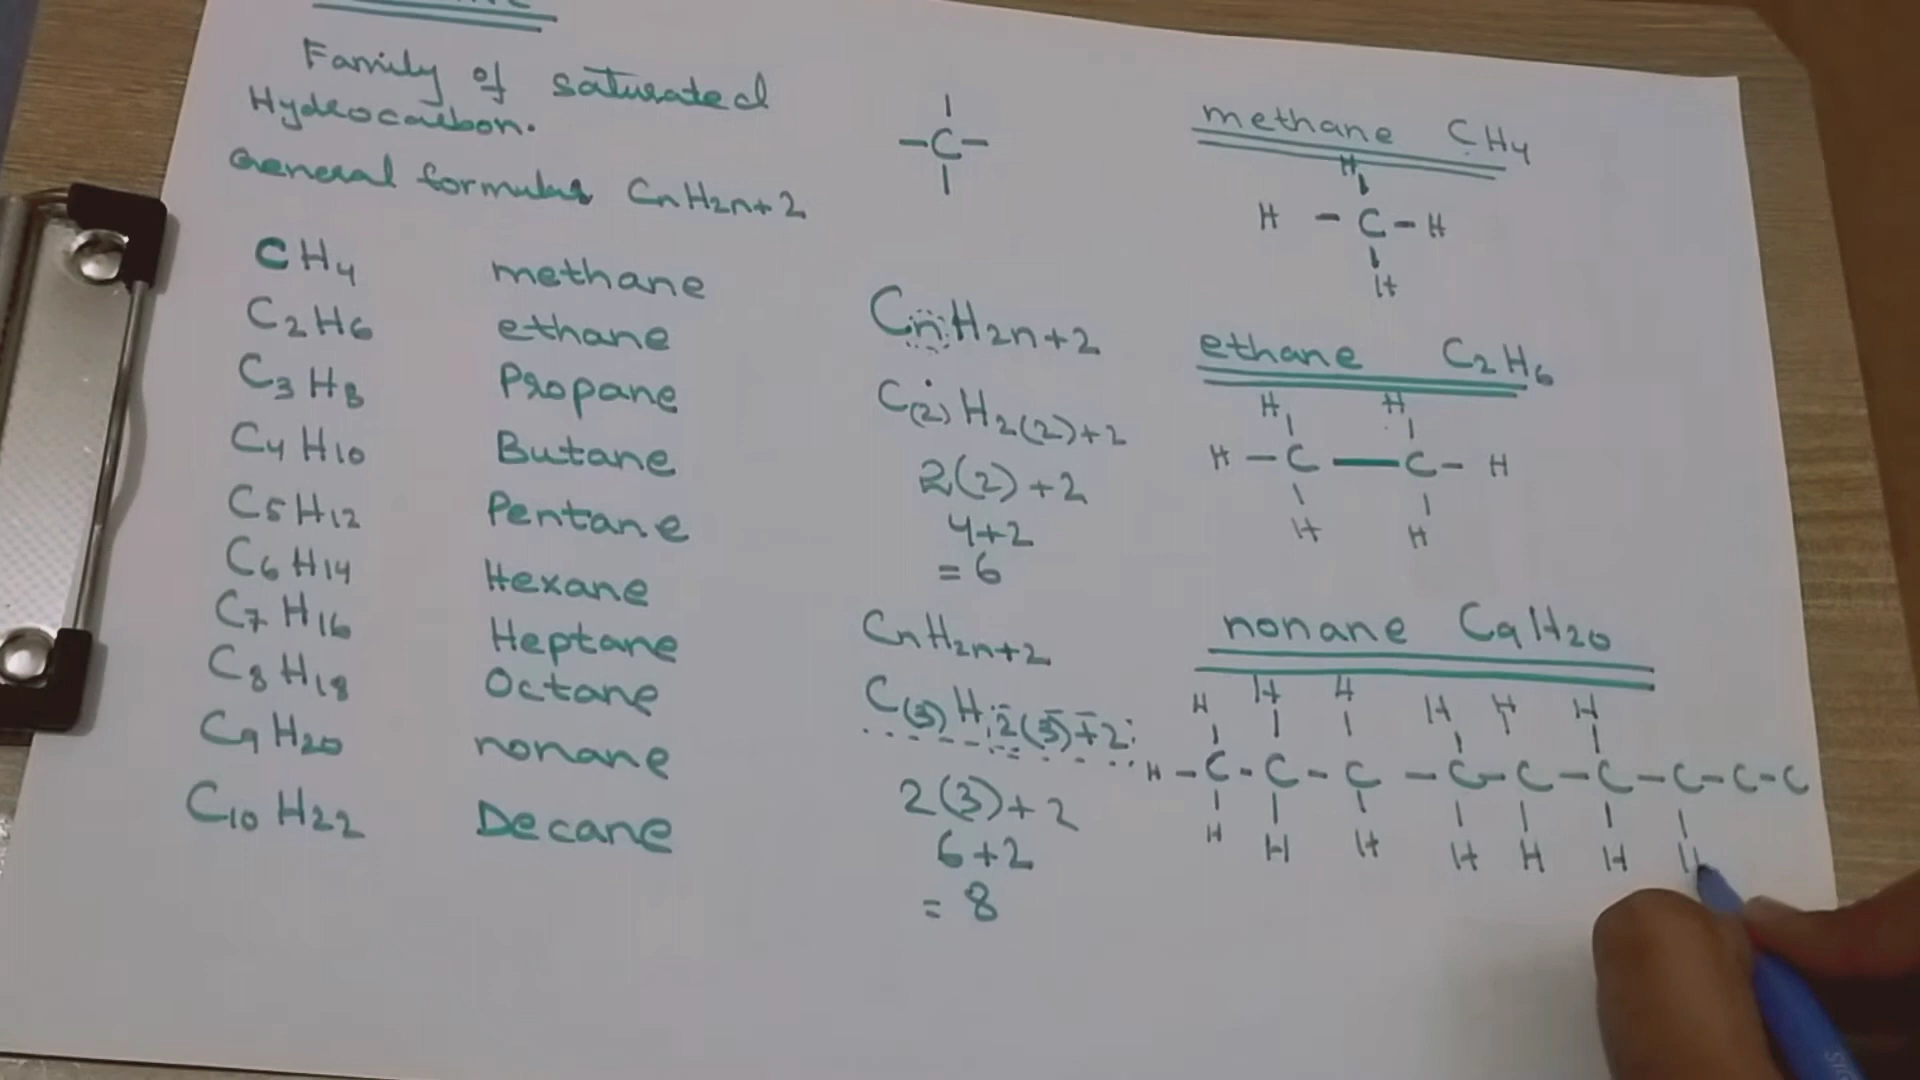 Family of saturated
Hydrocarbon.
General formulas CnH2n+2
CH4 methane
C2H6 ethane
C3H8 Propane
C4H10 Butane
C5H12 Pentane
C6H14 Hexane
C7H16 Heptane
C8H18 Octane
C9H20 nonane
C10H22 Decane
– C –
CnH2n+2
C(2)H2(2)+2
2(2)+2
4+2
= 6
CnH2n+2
C(3)H2(3)+2
2(3)+2
6+2
= 8
methane CH4
H
H – C – H
H
ethane C2H6
H H
H – C — C – H
H H
nonane C9H20
H H H H H H
H – C – C – C – C – C – C – C – C – C
H H H H H H H